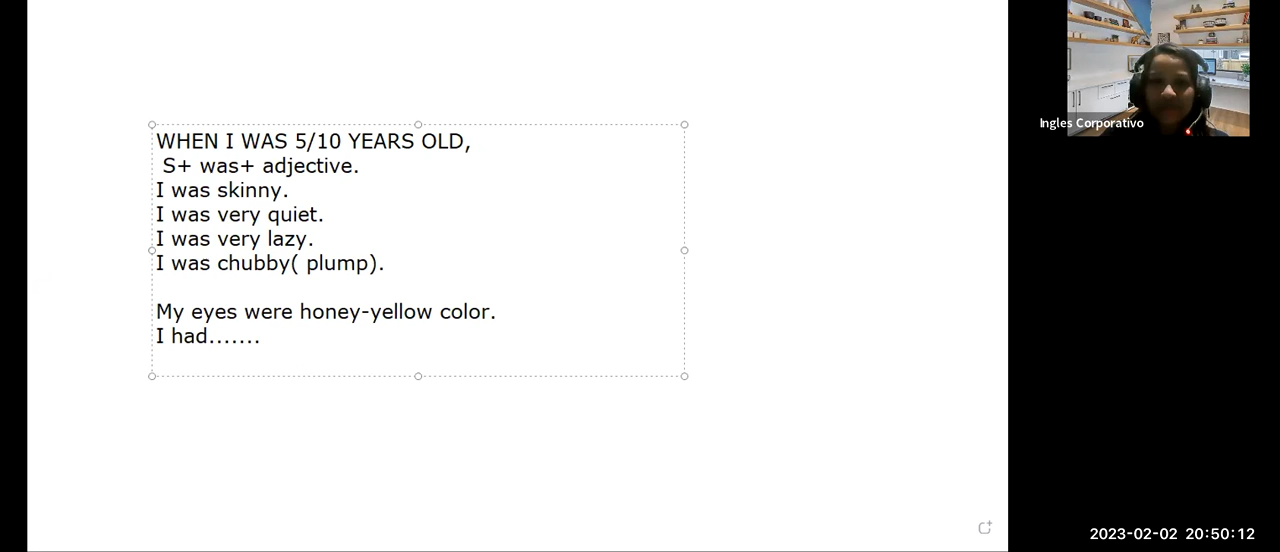 WHEN I WAS 5/10 YEARS OLD,
S+ was+ adjective.
I was skinny.
I was very quiet.
I was very lazy.
I was chubby( plump).
My eyes were honey-yellow color.
I had.......
Ingles Corporativo
2023-02-02 20:50:12